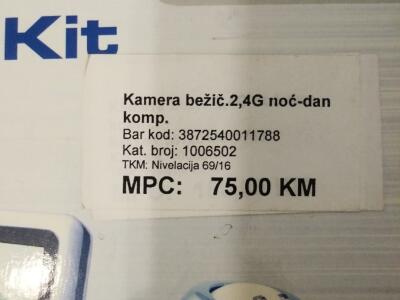 Kit
Kamera bežič.2,4G noć-dan
komp.
Bar kod: 3872540011788
Kat. broj: 1006502
TKM: Nivelacija 69/16
MPC: 75,00 KM